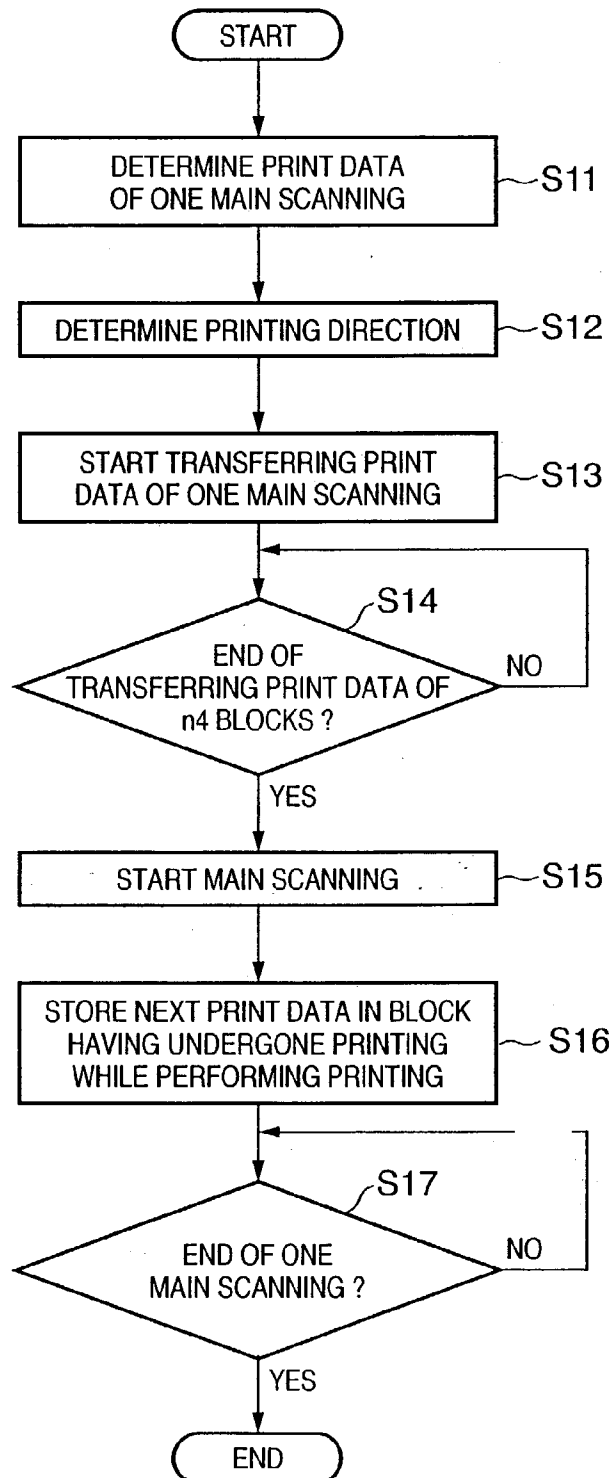 START
DETERMINE PRINT DATA
OF ONE MAIN SCANNING
S11
DETERMINE PRINTING DIRECTION
S12
START TRANSFERRING PRINT
DATA OF ONE MAIN SCANNING
S13
S14
END OF
TRANSFERRING PRINT DATA OF
n4 BLOCKS ?
NO
YES
START MAIN SCANNING
S15
STORE NEXT PRINT DATA IN BLOCK
HAVING UNDERGONE PRINTING
WHILE PERFORMING PRINTING
S16
S17
END OF ONE
MAIN SCANNING ?
NO
YES
END